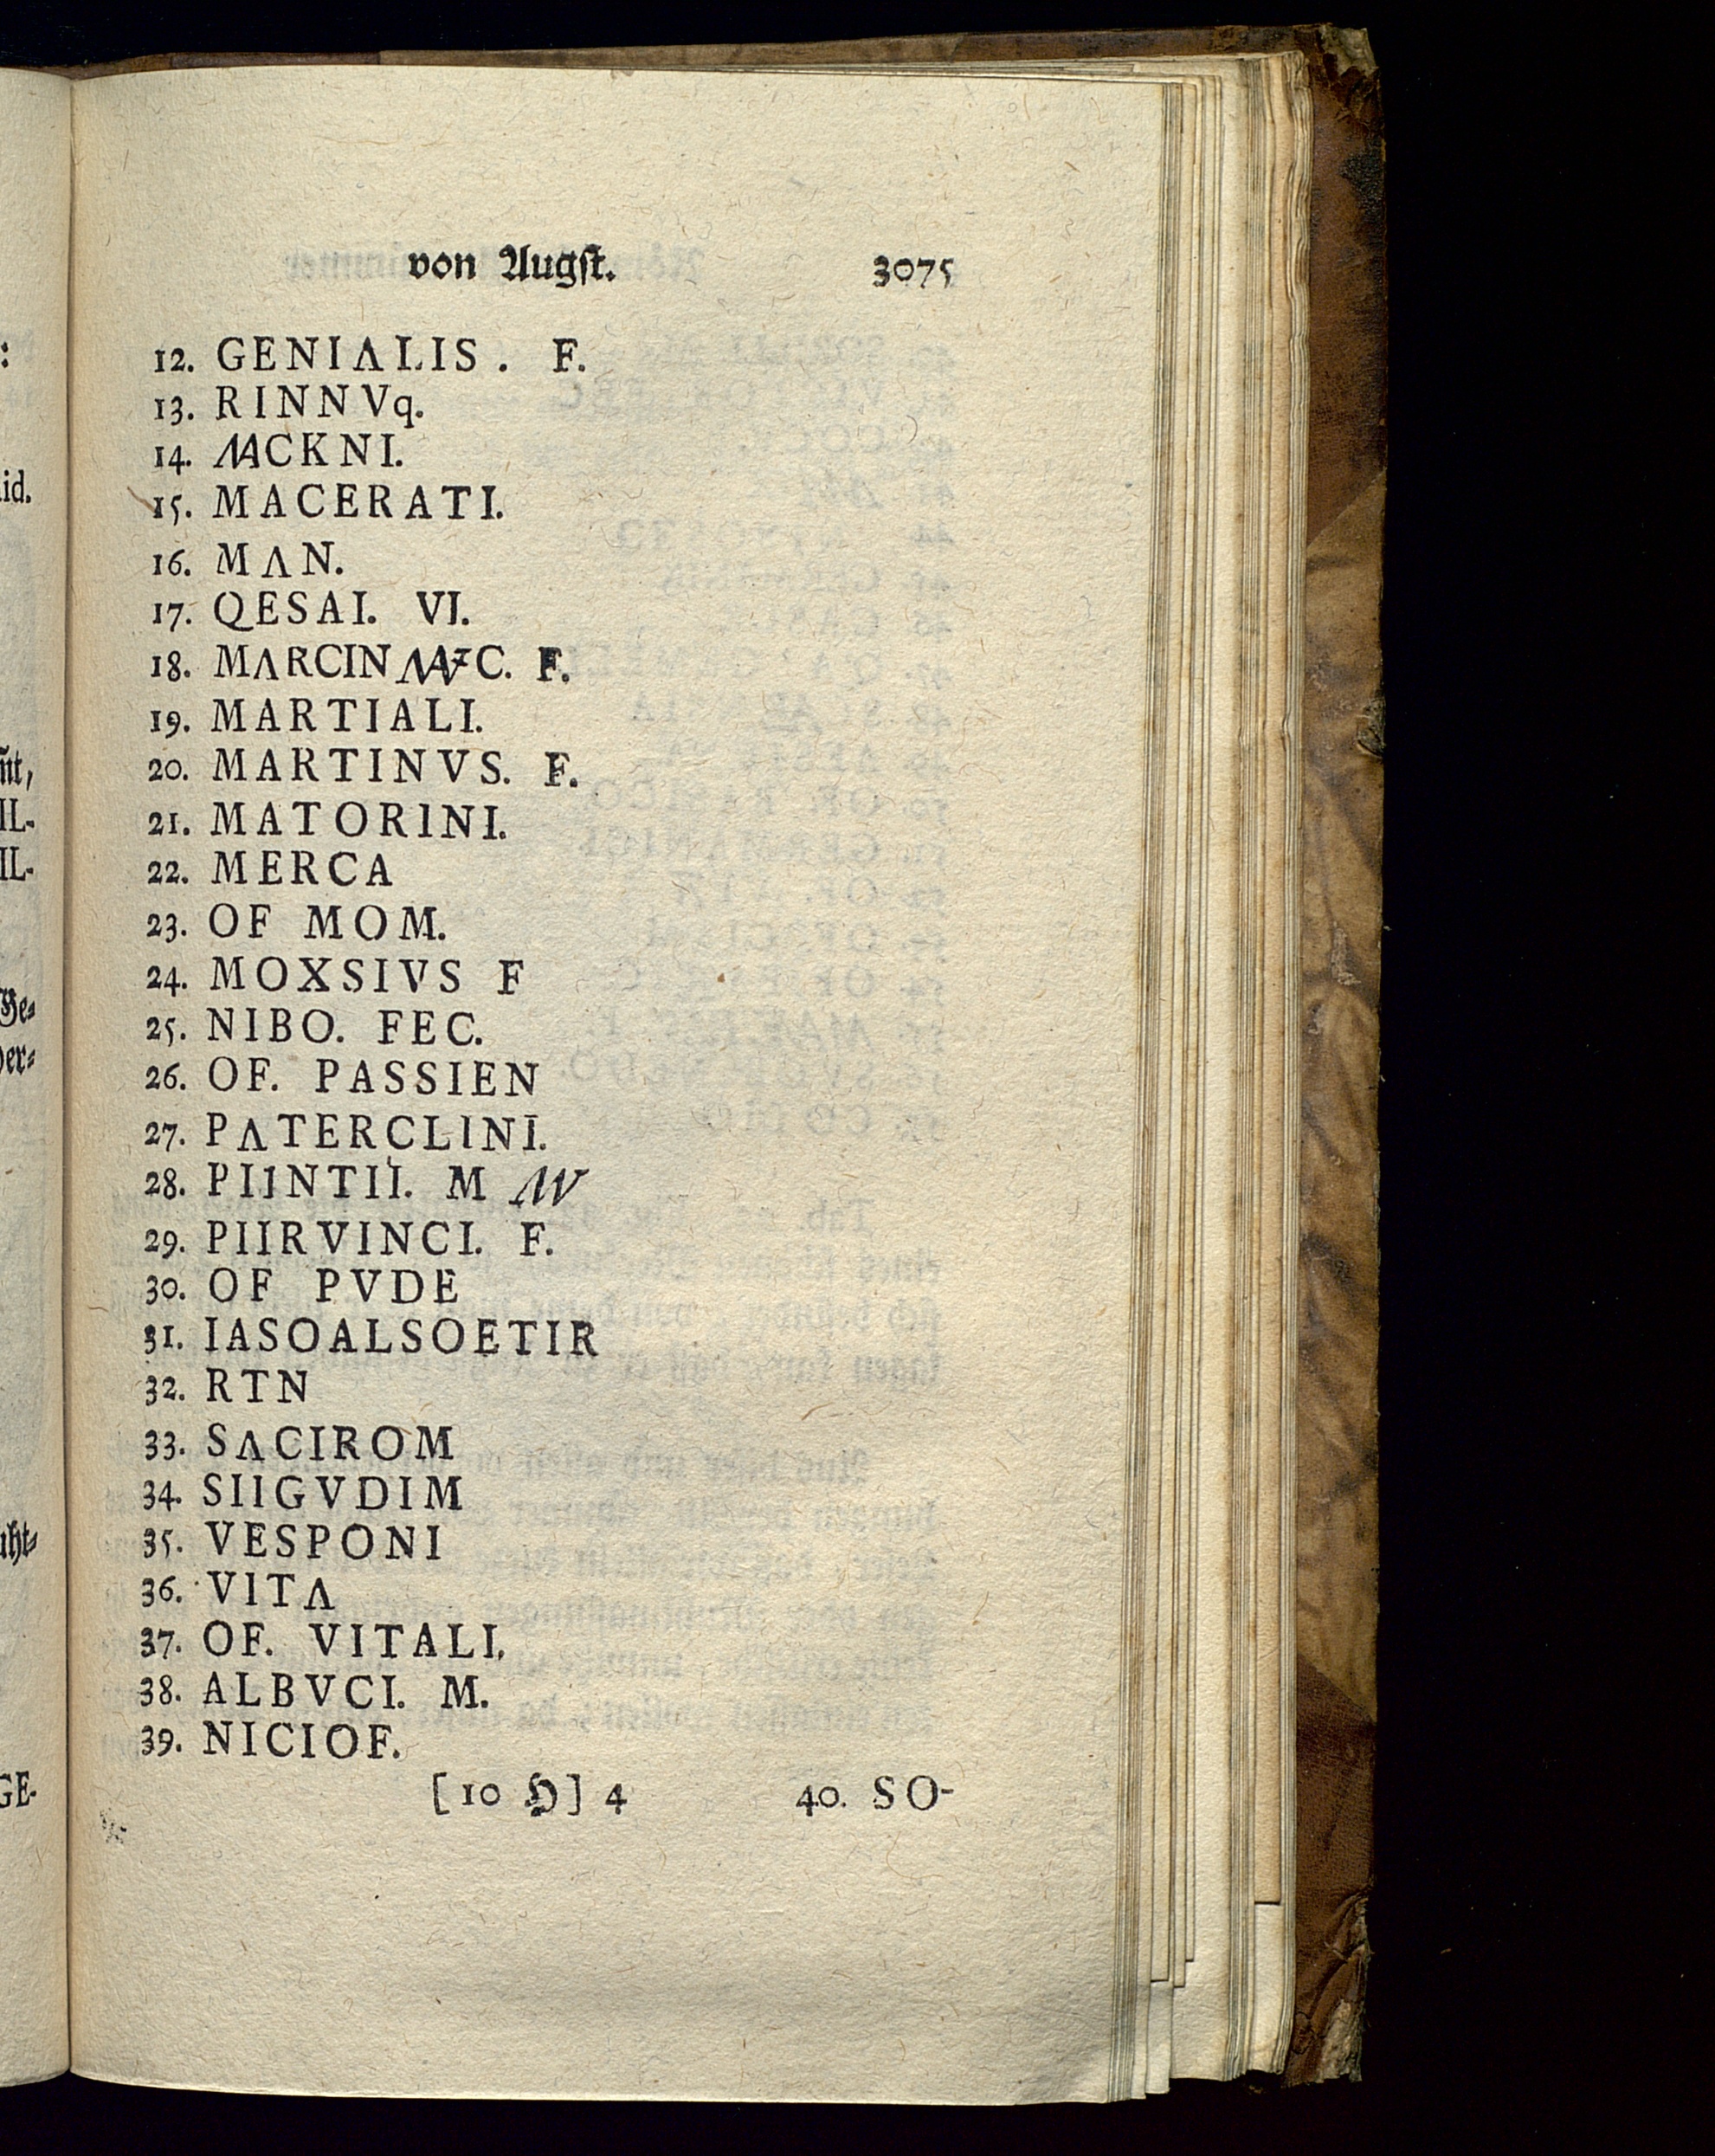 von Augſt. 3075
12. GENIΛLIS. F.
13. RINNVq.
14. MACKNI.
15. MACERATI.
16. MΛN.
17. QESAI. VI.
18. MΛRCIN C. F.
19. MARTIALI.
20. MARTINVS. F.
21. MATORINI.
22. MERCA
23. OF MOM.
24. MOXSIVS F
25. NIBO. FEC.
26. OF. PASSIEN
27. PΛTERCLINI.
28. PIINTII. M
29. PIIRVINCI. F.
30. OF PVDE
31. IASOALSOETIR
32. RTN
33. SΛCIROM
34. SIIGVDIM
35. VESPONI
36. VITΛ
37. OF. VITALI.
38. ALBVCI. M.
39. NICIOF.
[10 H] 4 40. SO-